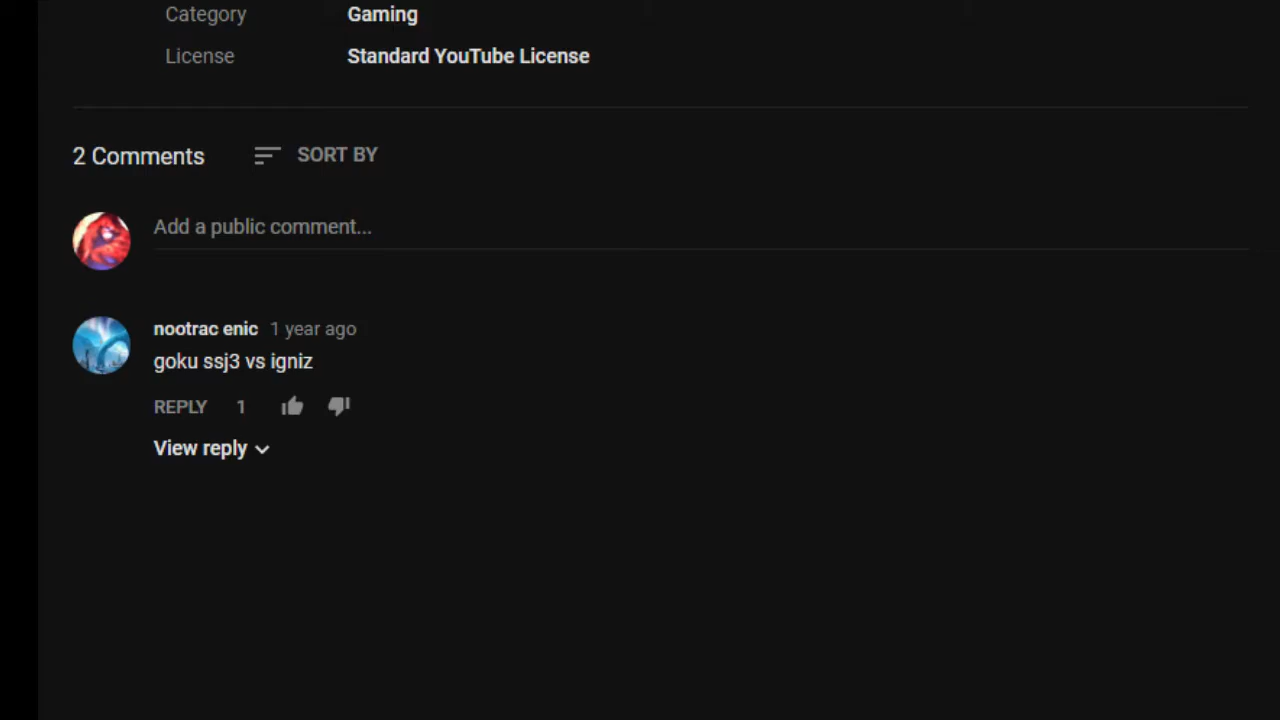 Category Gaming
License Standard YouTube License
2 Comments SORT BY
Add a public comment...
nootrac enic 1 year ago
goku ssj3 vs igniz
REPLY 1
View reply